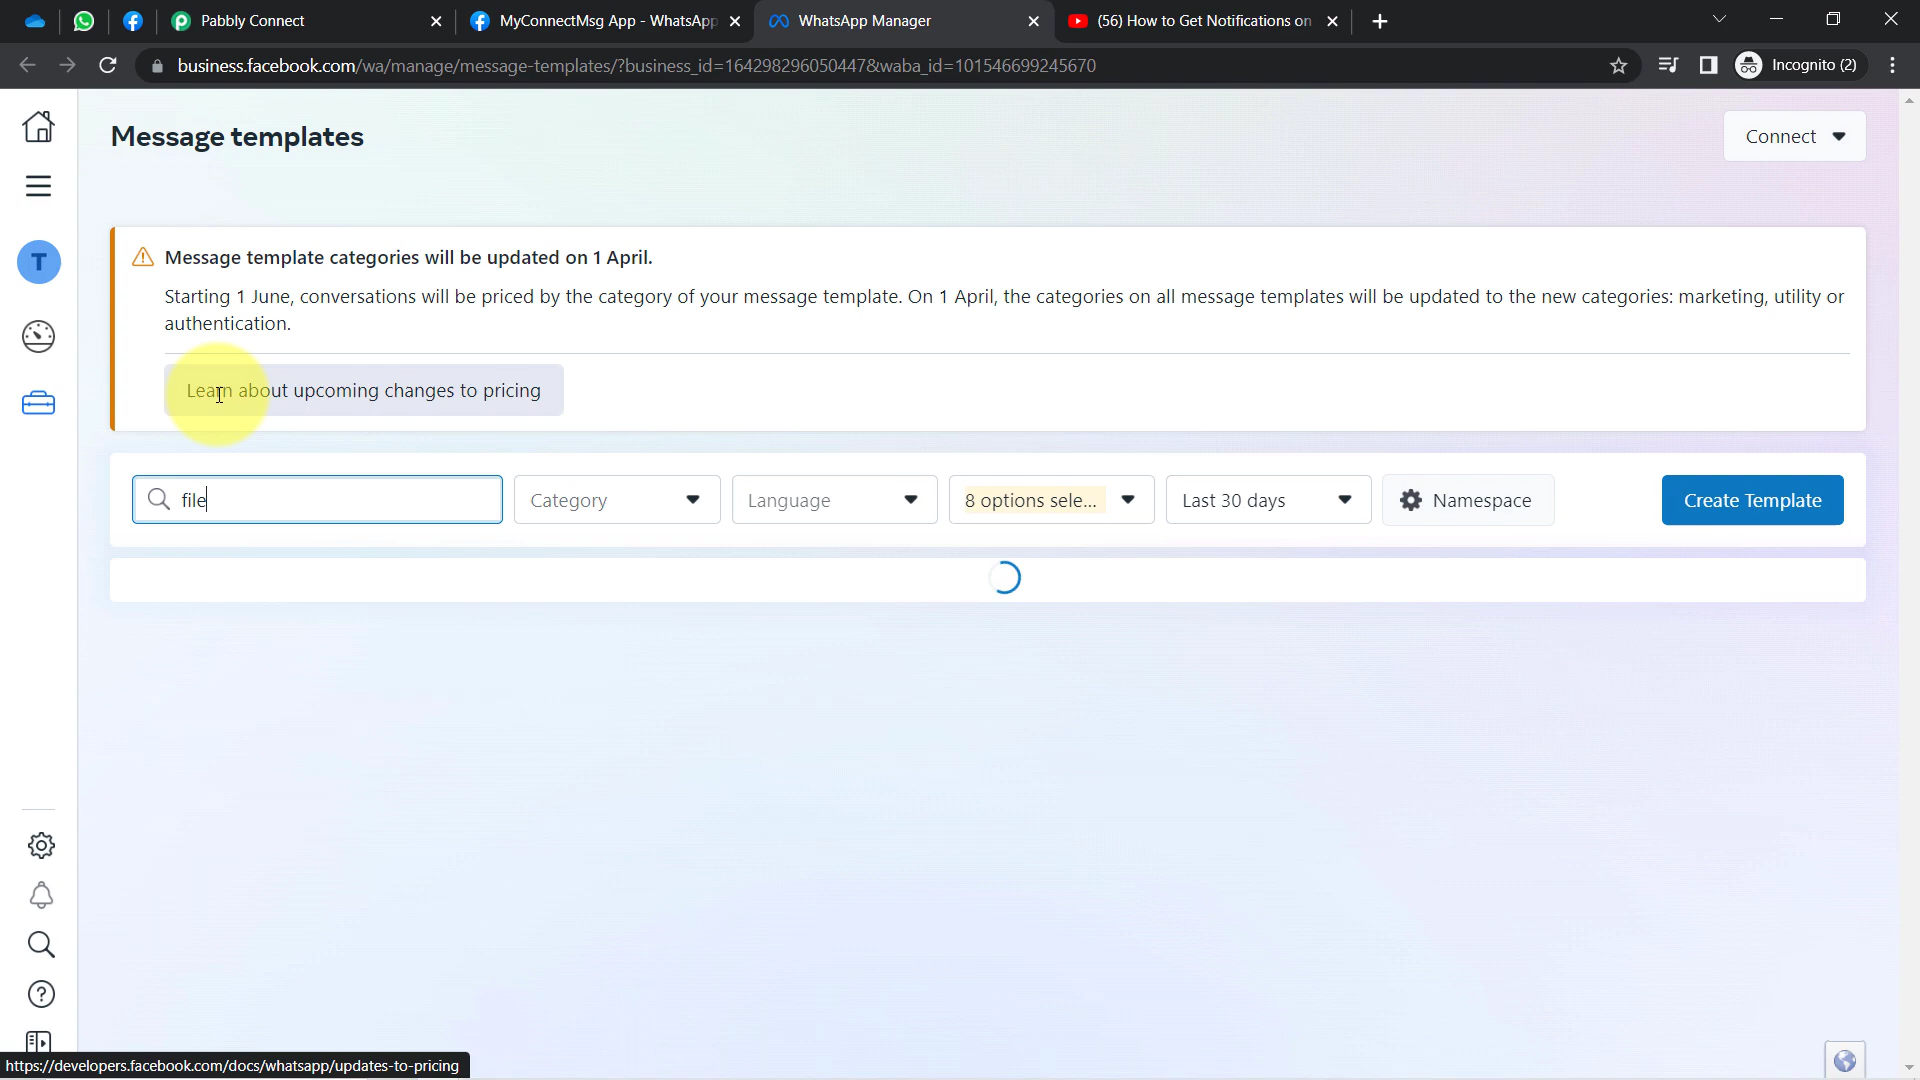 Pabbly Connect
MyConnectMsg App - WhatsApp
WhatsApp Manager
(56) How to Get Notifications on
business.facebook.com/wa/manage/message-templates/?business_id=164298296050447&waba_id=101546699245670
Incognito (2)
Message templates
Connect
T
Message template categories will be updated on 1 April.
Starting 1 June, conversations will be priced by the category of your message template. On 1 April, the categories on all message templates will be updated to the new categories: marketing, utility or
authentication.
Learn about upcoming changes to pricing
file
Category
Language
8 options sele...
Last 30 days
Namespace
Create Template
https://developers.facebook.com/docs/whatsapp/updates-to-pricing